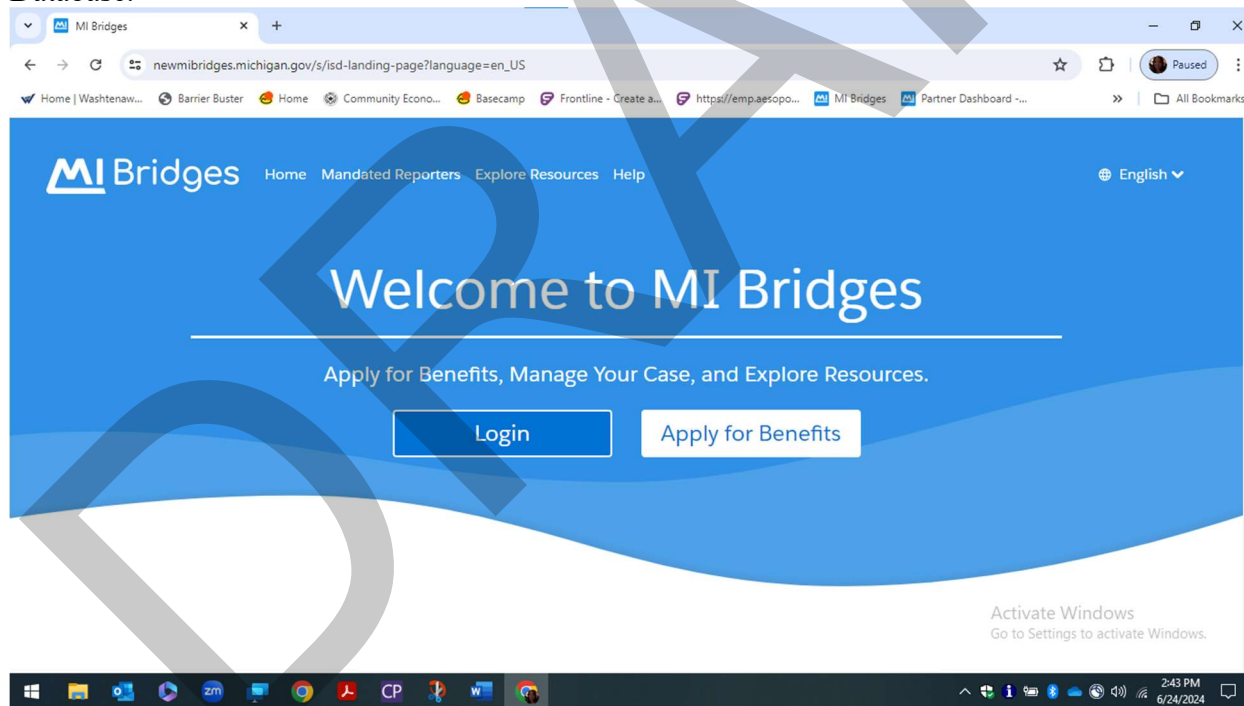 Database.
MI Bridges
newmibridges.michigan.gov/s/isd-landing-page?language=en_US
Paused
Home | Washtenaw... Barrier Buster Home Community Econo... Basecamp Frontline - Create a... https://emp.aesopo... MI Bridges Partner Dashboard -... » All Bookmarks
MI Bridges Home Mandated Reporters Explore Resources Help English
Welcome to MI Bridges
Apply for Benefits, Manage Your Case, and Explore Resources.
Login Apply for Benefits
Activate Windows
Go to Settings to activate Windows.
zm CP
2:43 PM
6/24/2024
DRA